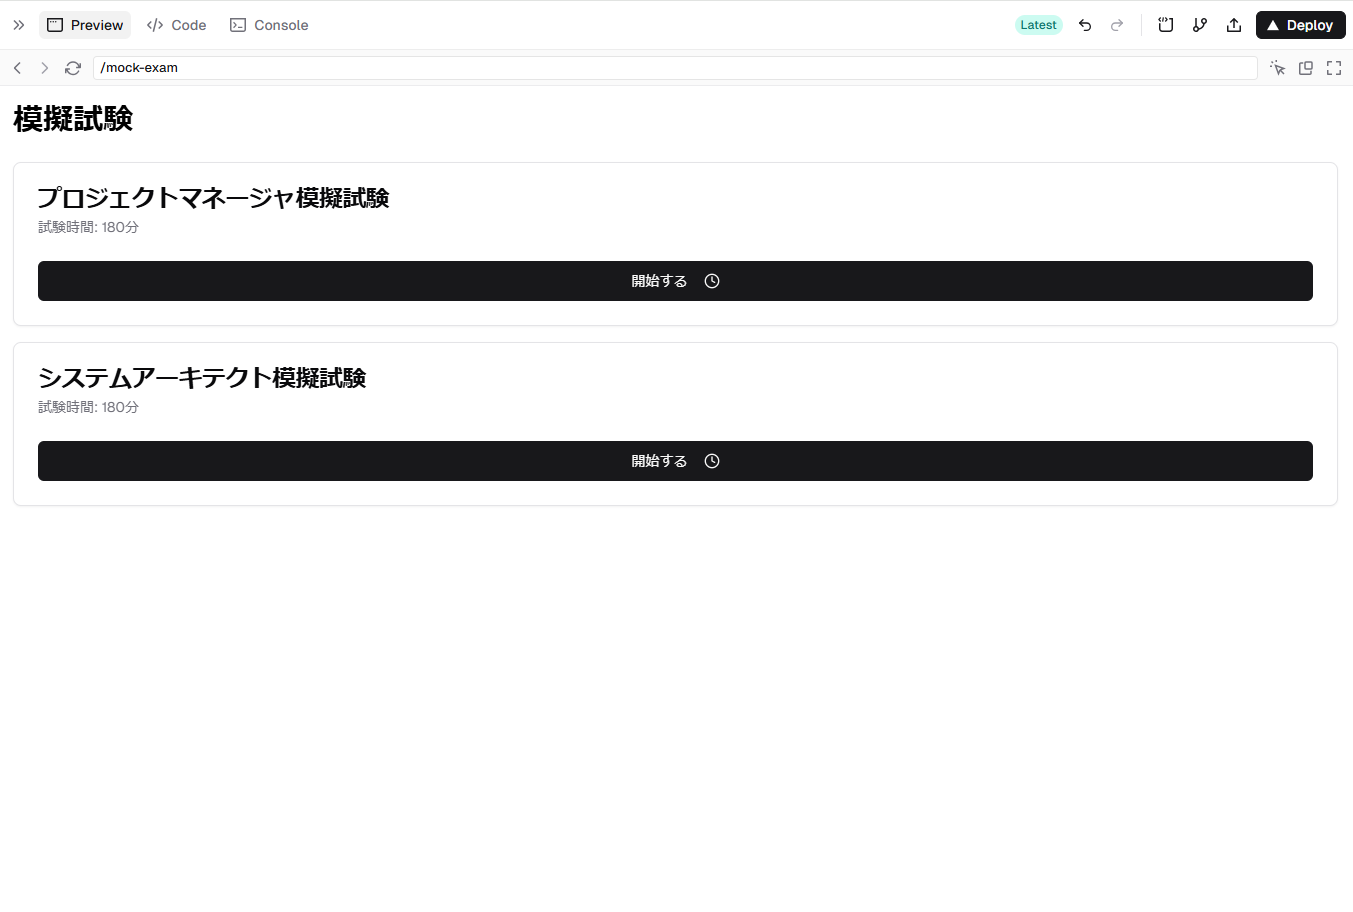 Preview
Code
Console
Latest
Deploy
/mock-exam
模擬試験
プロジェクトマネージャ模擬試験
試験時間: 180分
開始する
システムアーキテクト模擬試験
試験時間: 180分
開始する